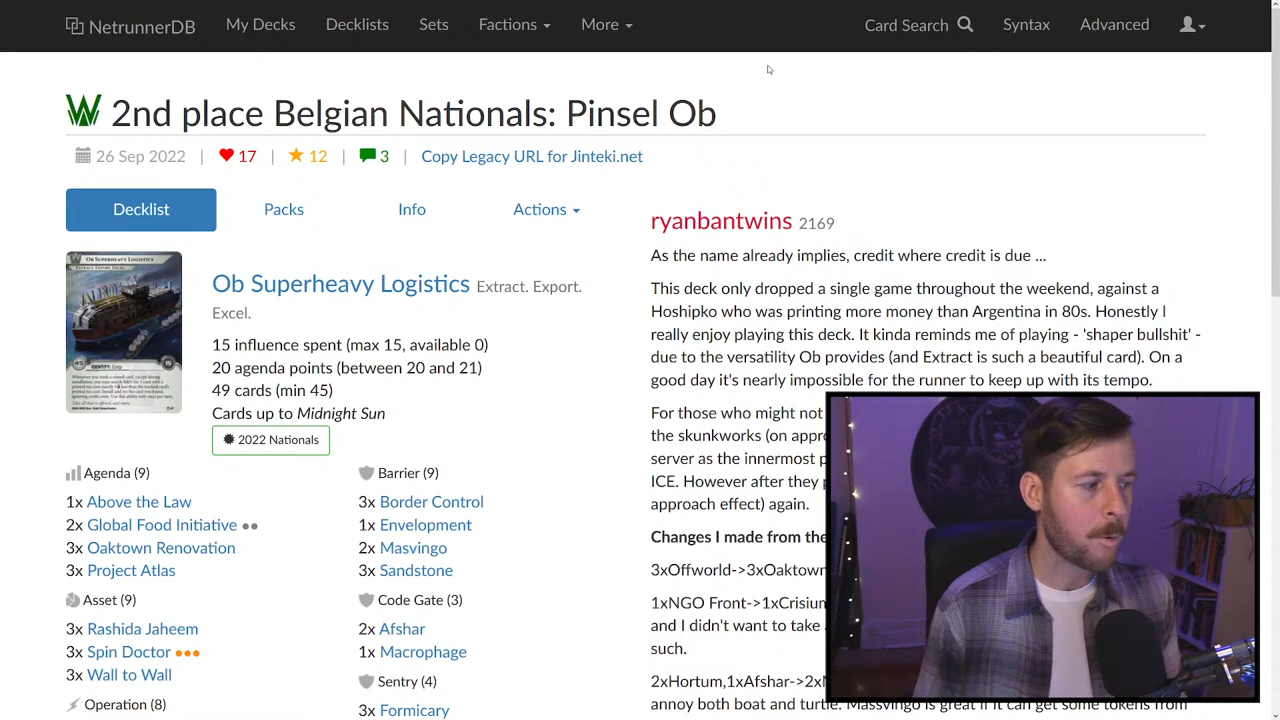 NetrunnerDB My Decks Decklists Sets Factions More Card Search Syntax Advanced
2nd place Belgian Nationals: Pinsel Ob
26 Sep 2022 | 17 | 12 | 3 | Copy Legacy URL for Jinteki.net
Decklist Packs Info Actions
OB SUPERHEAVY LOGISTICS
Ob Superheavy Logistics Extract. Export.
Excel.
15 influence spent (max 15, available 0)
20 agenda points (between 20 and 21)
49 cards (min 45)
Cards up to Midnight Sun
2022 Nationals
Agenda (9)
1x Above the Law
2x Global Food Initiative
3x Oaktown Renovation
3x Project Atlas
Asset (9)
3x Rashida Jaheem
3x Spin Doctor
3x Wall to Wall
Operation (8)
Barrier (9)
3x Border Control
1x Envelopment
2x Masvingo
3x Sandstone
Code Gate (3)
2x Afshar
1x Macrophage
Sentry (4)
3x Formicary
ryanbantwins 2169
As the name already implies, credit where credit is due ...
This deck only dropped a single game throughout the weekend, against a
Hoshipko who was printing more money than Argentina in 80s. Honestly I
really enjoy playing this deck. It kinda reminds me of playing - 'shaper bullshit' -
due to the versatility Ob provides (and Extract is such a beautiful card). On a
good day it's nearly impossible for the runner to keep up with its tempo.
For those who might not
the skunkworks (on appr
server as the innermost p
ICE. However after they p
approach effect) again.
Changes I made from the
3xOffworld->3xOaktown
1xNGO Front->1xCrisium
and I didn't want to take
such.
2xHortum,1xAfshar->2x
annoy both boat and turtle. Massvingo is great if it can get some tokens from